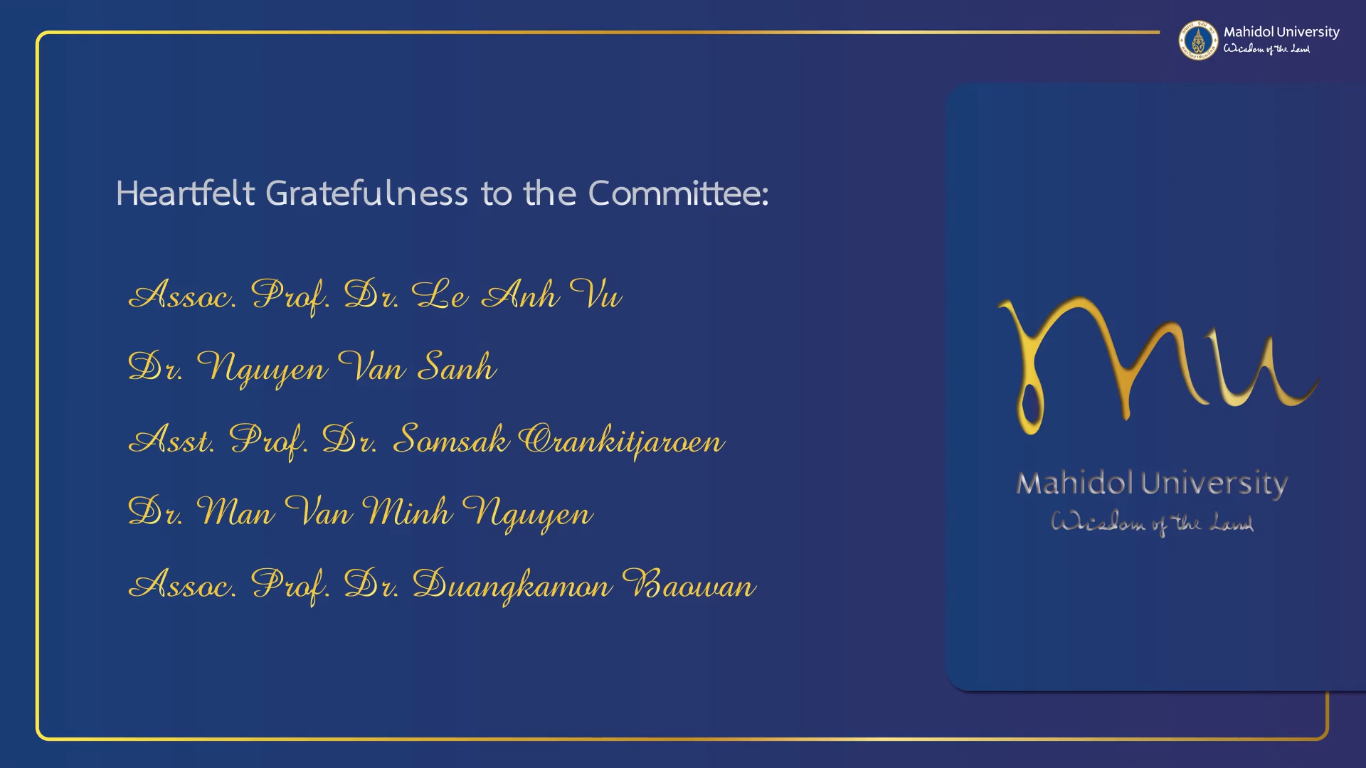 Mahidol University
Wisdom of the Land
Heartfelt Gratefulness to the Committee:
Assoc. Prof. Dr. Le Anh Vu
Dr. Nguyen Van Sanh
Asst. Prof. Dr. Somsak Orankitjaroen
Dr. Man Van Minh Nguyen
Assoc. Prof. Dr. Duangkamon Baowan
mu
Mahidol University
Wisdom of the Land